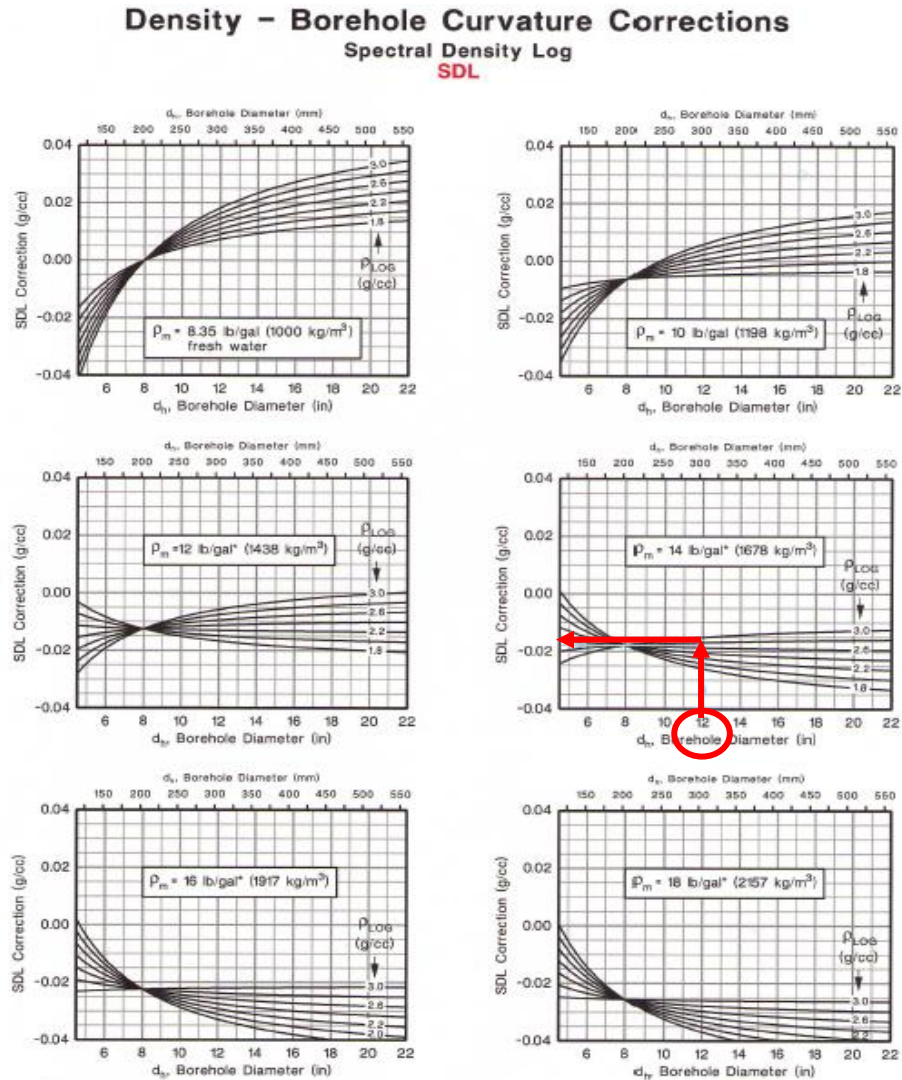 Density – Borehole Curvature Corrections
Spectral Density Log
SDL
dh, Borehole Diameter (mm)
150 200 250 300 350 400 450 500 550
0.04
0.02
0.00
-0.02
-0.04
SDL Correction (g/cc)
3.0
2.6
2.2
1.8
ρLOG
(g/cc)
ρm = 8.35 lb/gal (1000 kg/m³)
fresh water
6 8 10 12 14 16 18 20 22
dh, Borehole Diameter (in)
dh, Borehole Diameter (mm)
150 200 250 300 350 400 450 500 550
0.04
0.02
0.00
-0.02
-0.04
SDL Correction (g/cc)
3.0
2.6
2.2
1.8
ρLOG
(g/cc)
ρm = 10 lb/gal (1198 kg/m³)
6 8 10 12 14 16 18 20 22
dh, Borehole Diameter (in)
dh, Borehole Diameter (mm)
150 200 250 300 350 400 450 500 550
0.04
0.02
0.00
-0.02
-0.04
SDL Correction (g/cc)
ρm =12 lb/gal* (1438 kg/m³)
ρLOG
(g/cc)
3.0
2.6
2.2
1.8
6 8 10 12 14 16 18 20 22
dh, Borehole Diameter (in)
dh, Borehole Diameter (mm)
150 200 250 300 350 400 450 500 550
0.04
0.02
0.00
-0.02
-0.04
SDL Correction (g/cc)
ρm = 14 lb/gal* (1678 kg/m³)
ρLOG
(g/cc)
3.0
2.6
2.2
1.8
6 8 10 12 14 16 18 20 22
dh, Borehole Diameter (in)
dh, Borehole Diameter (mm)
150 200 250 300 350 400 450 500 550
0.04
0.02
0.00
-0.02
-0.04
SDL Correction (g/cc)
ρm = 16 lb/gal* (1917 kg/m³)
ρLOG
(g/cc)
3.0
2.6
2.2
2.0
6 8 10 12 14 16 18 20 22
dh, Borehole Diameter (in)
dh, Borehole Diameter (mm)
150 200 250 300 350 400 450 500 550
0.04
0.02
0.00
-0.02
-0.04
SDL Correction (g/cc)
ρm = 18 lb/gal* (2157 kg/m³)
ρLOG
(g/cc)
3.0
2.6
2.2
6 8 10 12 14 16 18 20 22
dh, Borehole Diameter (in)